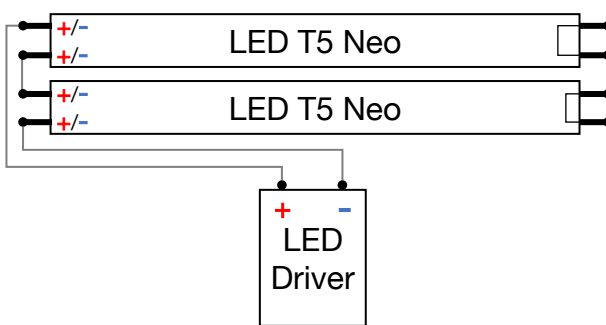 +/-
LED T5 Neo
+/-
+/-
LED T5 Neo
+/-
+ -
LED
Driver